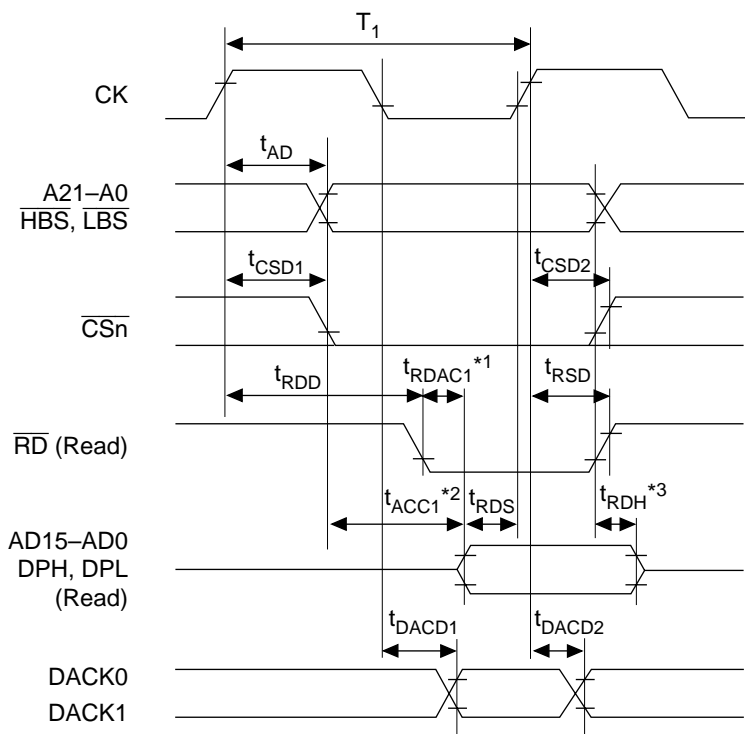 T1
CK
tAD
A21–A0
HBS, LBS
tCSD1
tCSD2
CSn
tRDD
tRDAC1*1
tRSD
RD (Read)
tACC1*2
tRDS
tRDH*3
AD15–AD0
DPH, DPL
(Read)
tDACD1
tDACD2
DACK0
DACK1